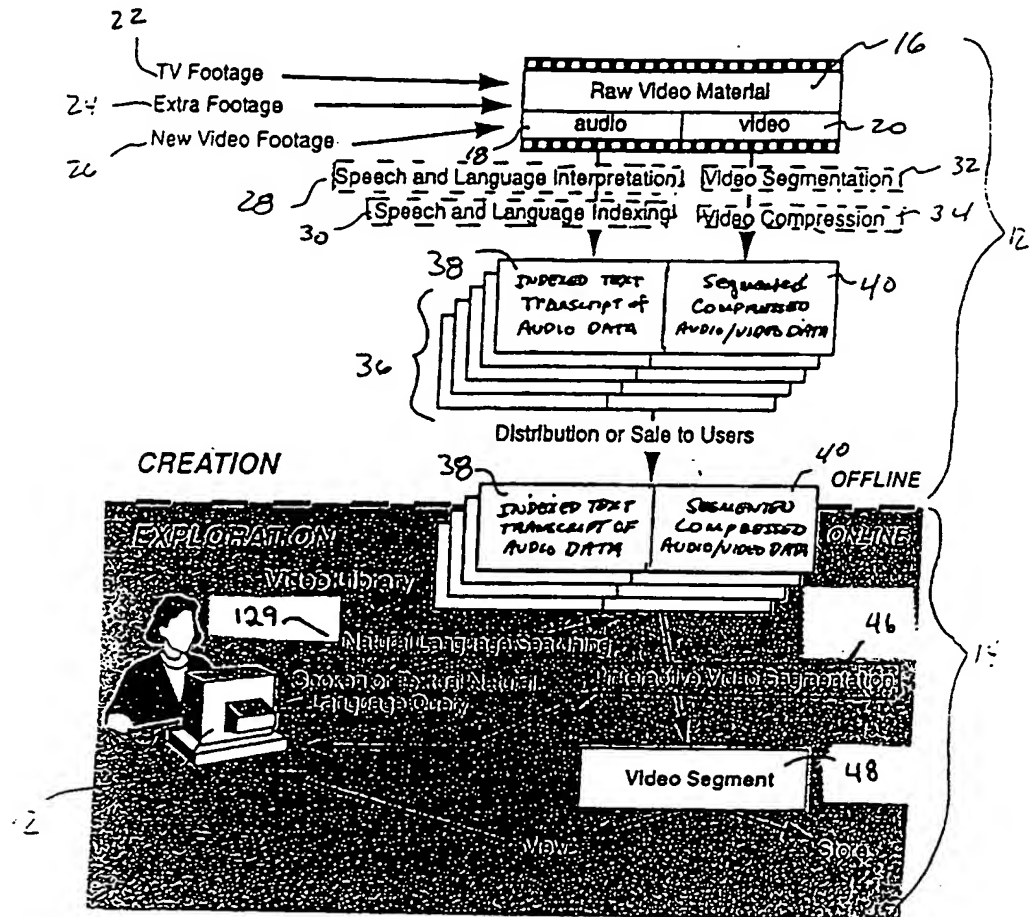 22
TV Footage
16
Raw Video Material
24
Extra Footage
audio
video
20
New Video Footage
26
18
Speech and Language Interpretation
Video Segmentation
32
28
Speech and Language Indexing
Video Compression
34
30
12
38
INDEXED TEXT
TRANSCRIPT of
AUDIO DATA
Segmented
COMPRESSED
AUDIO/VIDEO DATA
40
36
Distribution or Sale to Users
CREATION
38
40
OFFLINE
INDEXED TEXT
TRANSCRIPT OF
AUDIO DATA
SEGMENTED
COMPRESSED
AUDIO/VIDEO DATA
EXPLORATION
ONLINE
Video Library
129
Natural Language Searching
46
Spoken or Textual Natural
Language Query
Interactive Video Segmentation
Video Segment
48
View
Story